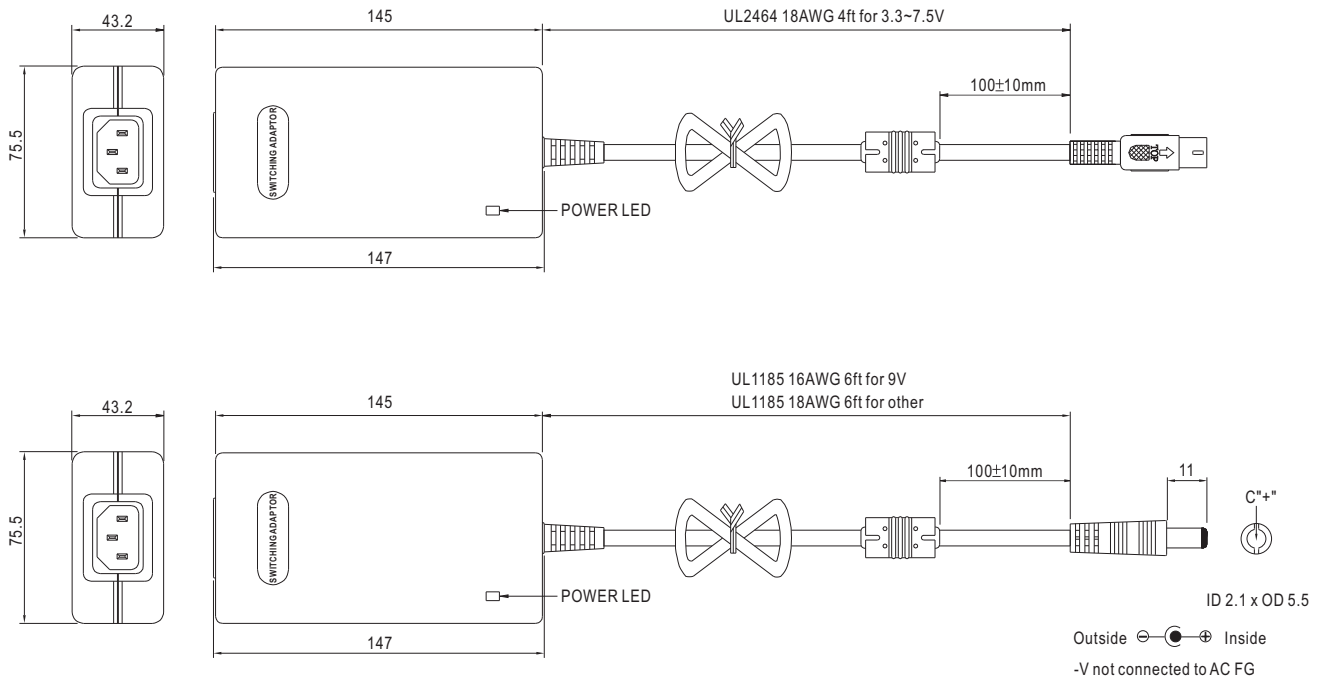 43.2
145
UL2464 18AWG 4ft for 3.3~7.5V
100±10mm
75.5
SWITCHING ADAPTOR
TOP
POWER LED
147
UL1185 16AWG 6ft for 9V
UL1185 18AWG 6ft for other
43.2
145
100±10mm
11
C"+"
75.5
SWITCHING ADAPTOR
POWER LED
147
ID 2.1 x OD 5.5
Outside ⊖ ⊕ Inside
-V not connected to AC FG